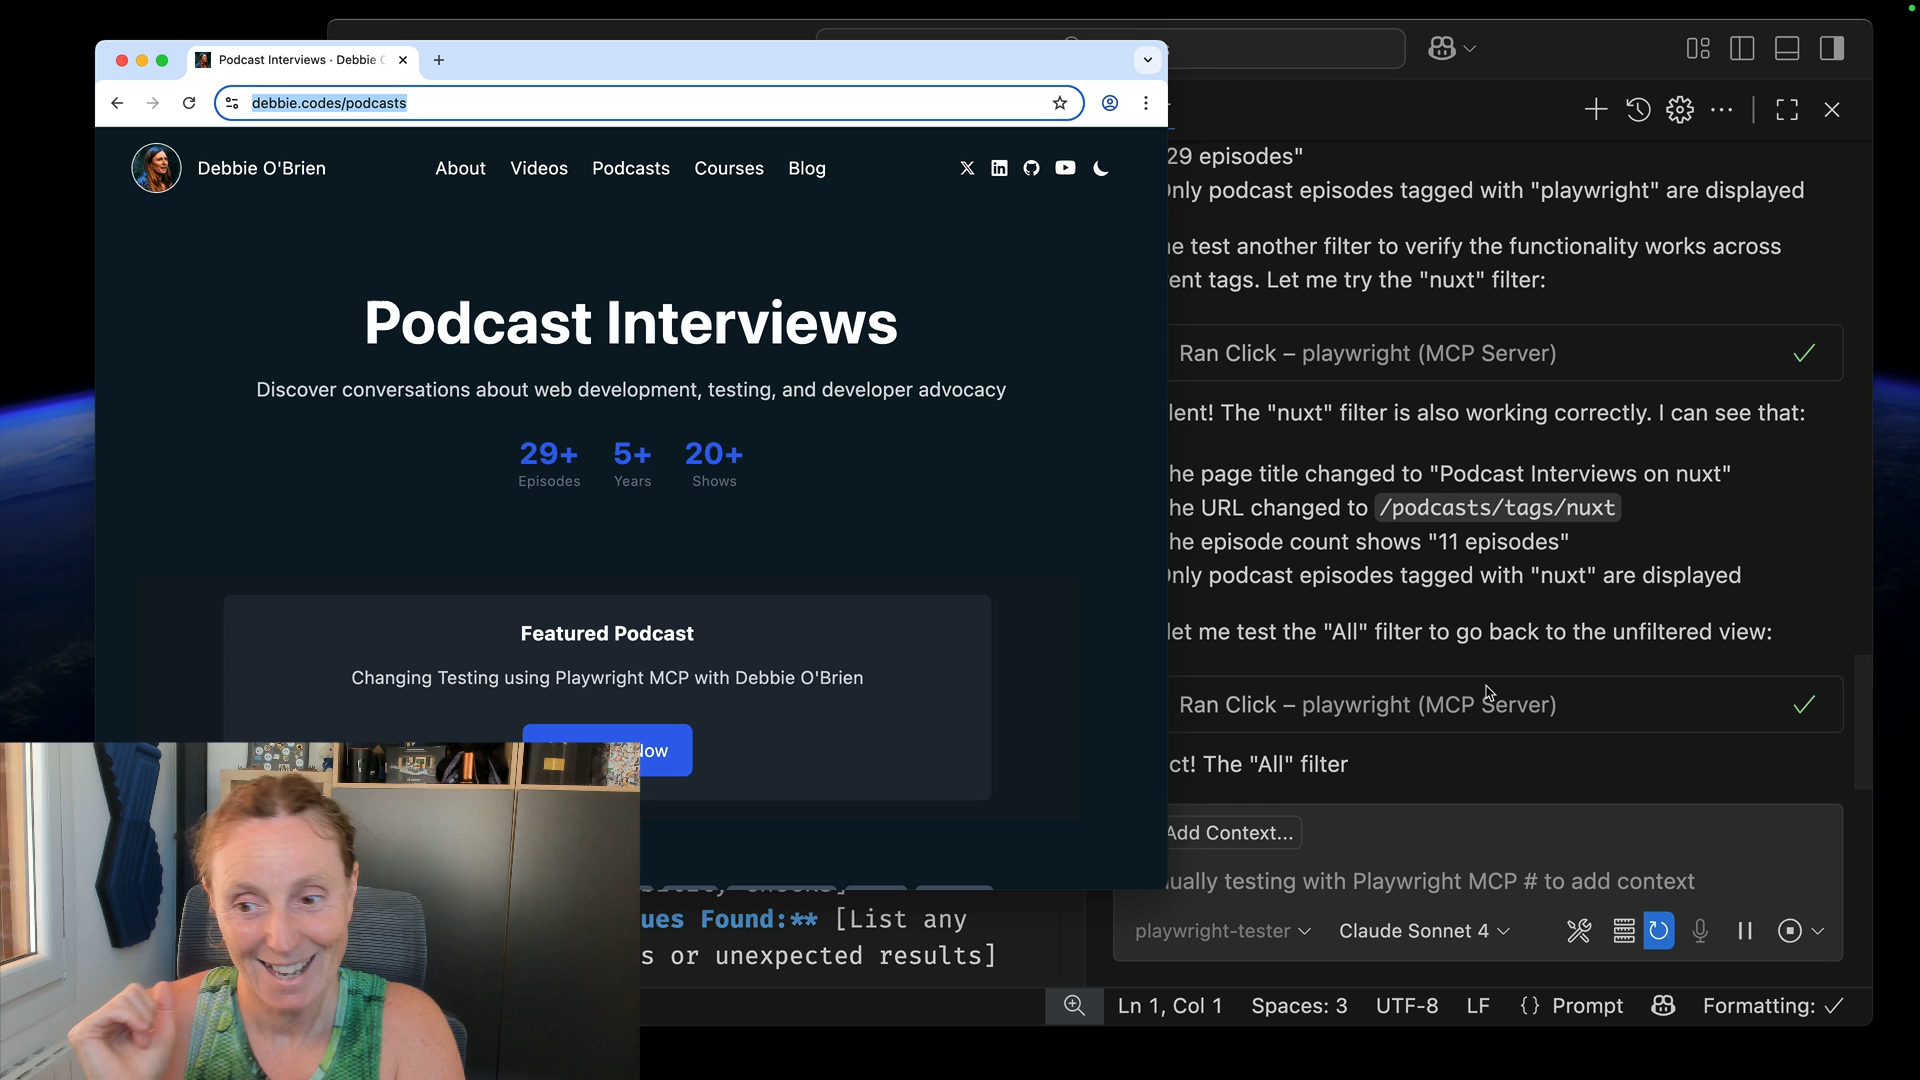 Podcast Interviews · Debbie
debbie.codes/podcasts
Debbie O'Brien
About
Videos
Podcasts
Courses
Blog
Podcast Interviews
Discover conversations about web development, testing, and developer advocacy
29+
5+
20+
Episodes
Years
Shows
Featured Podcast
Changing Testing using Playwright MCP with Debbie O'Brien
low
ues Found:** [List any
s or unexpected results]
29 episodes"
nly podcast episodes tagged with "playwright" are displayed
e test another filter to verify the functionality works across
ent tags. Let me try the "nuxt" filter:
Ran Click – playwright (MCP Server)
lent! The "nuxt" filter is also working correctly. I can see that:
he page title changed to "Podcast Interviews on nuxt"
he URL changed to /podcasts/tags/nuxt
he episode count shows "11 episodes"
nly podcast episodes tagged with "nuxt" are displayed
let me test the "All" filter to go back to the unfiltered view:
Ran Click – playwright (MCP Server)
ct! The "All" filter
Add Context...
ually testing with Playwright MCP # to add context
playwright-tester
Claude Sonnet 4
Ln 1, Col 1
Spaces: 3
UTF-8
LF
{} Prompt
Formatting: ✓